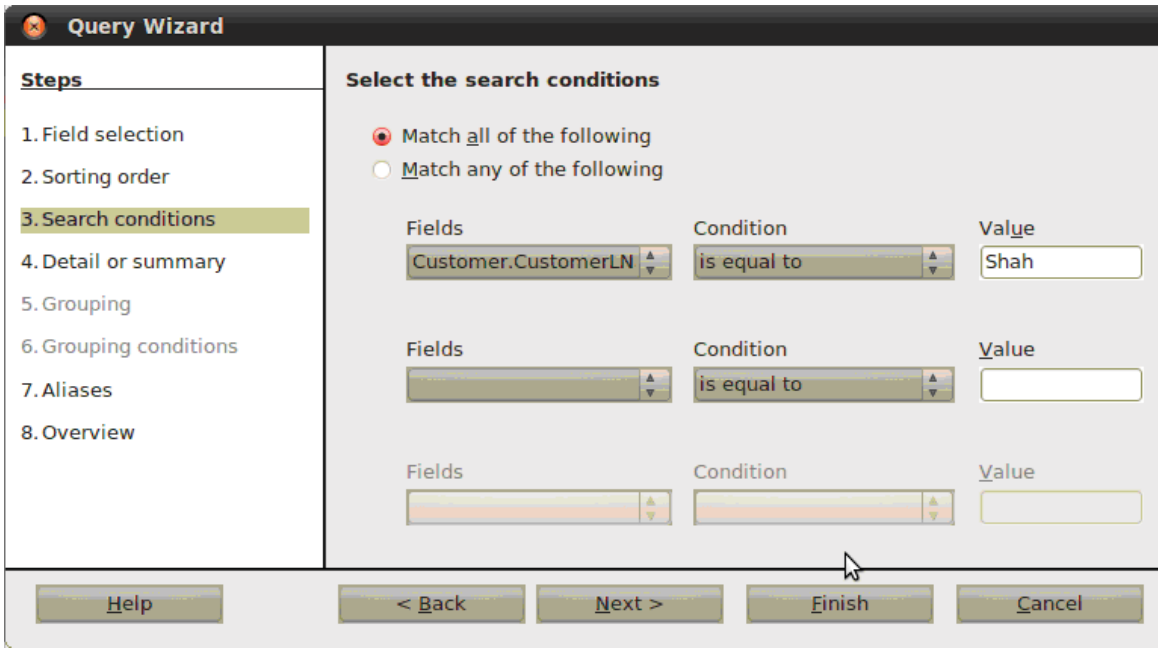 Query Wizard
Steps
1. Field selection
2. Sorting order
3. Search conditions
4. Detail or summary
5. Grouping
6. Grouping conditions
7. Aliases
8. Overview
Select the search conditions
Match all of the following
Match any of the following
Fields Condition Value
Customer.CustomerLN is equal to Shah
Fields Condition Value
is equal to
Fields Condition Value
Help < Back Next > Finish Cancel